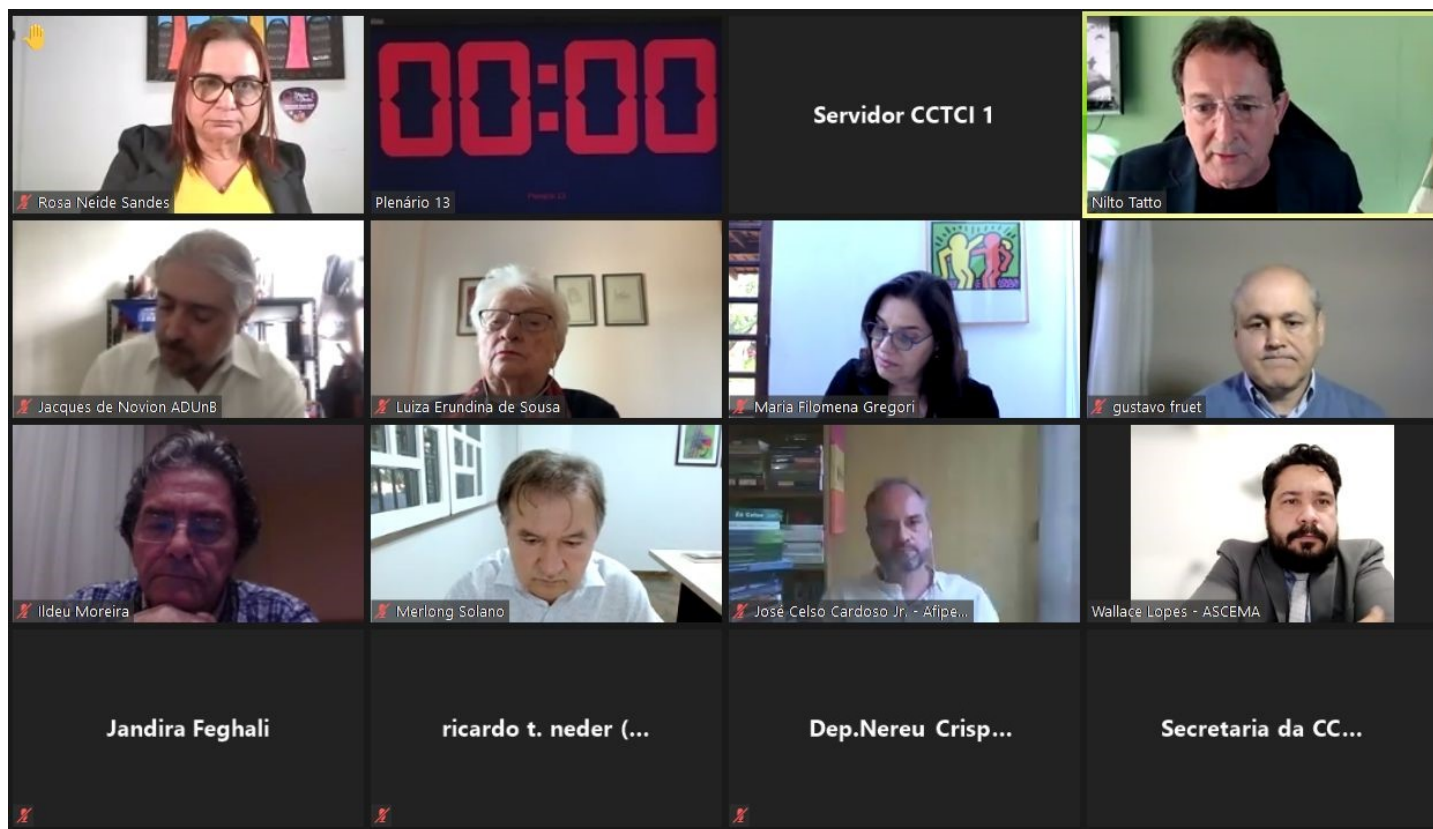 Rosa Neide Sandes
00:00
Plenário 13
Plenário 13
Servidor CCTCI 1
Nilto Tatto
Jacques de Novion ADUnB
Luiza Erundina de Sousa
Maria Filomena Gregori
gustavo fruet
Ildeu Moreira
Merlong Solano
José Celso Cardoso Jr. - Afipe...
Wallace Lopes - ASCEMA
Jandira Feghali
ricardo t. neder (...
Dep.Nereu Crisp...
Secretaria da CC...